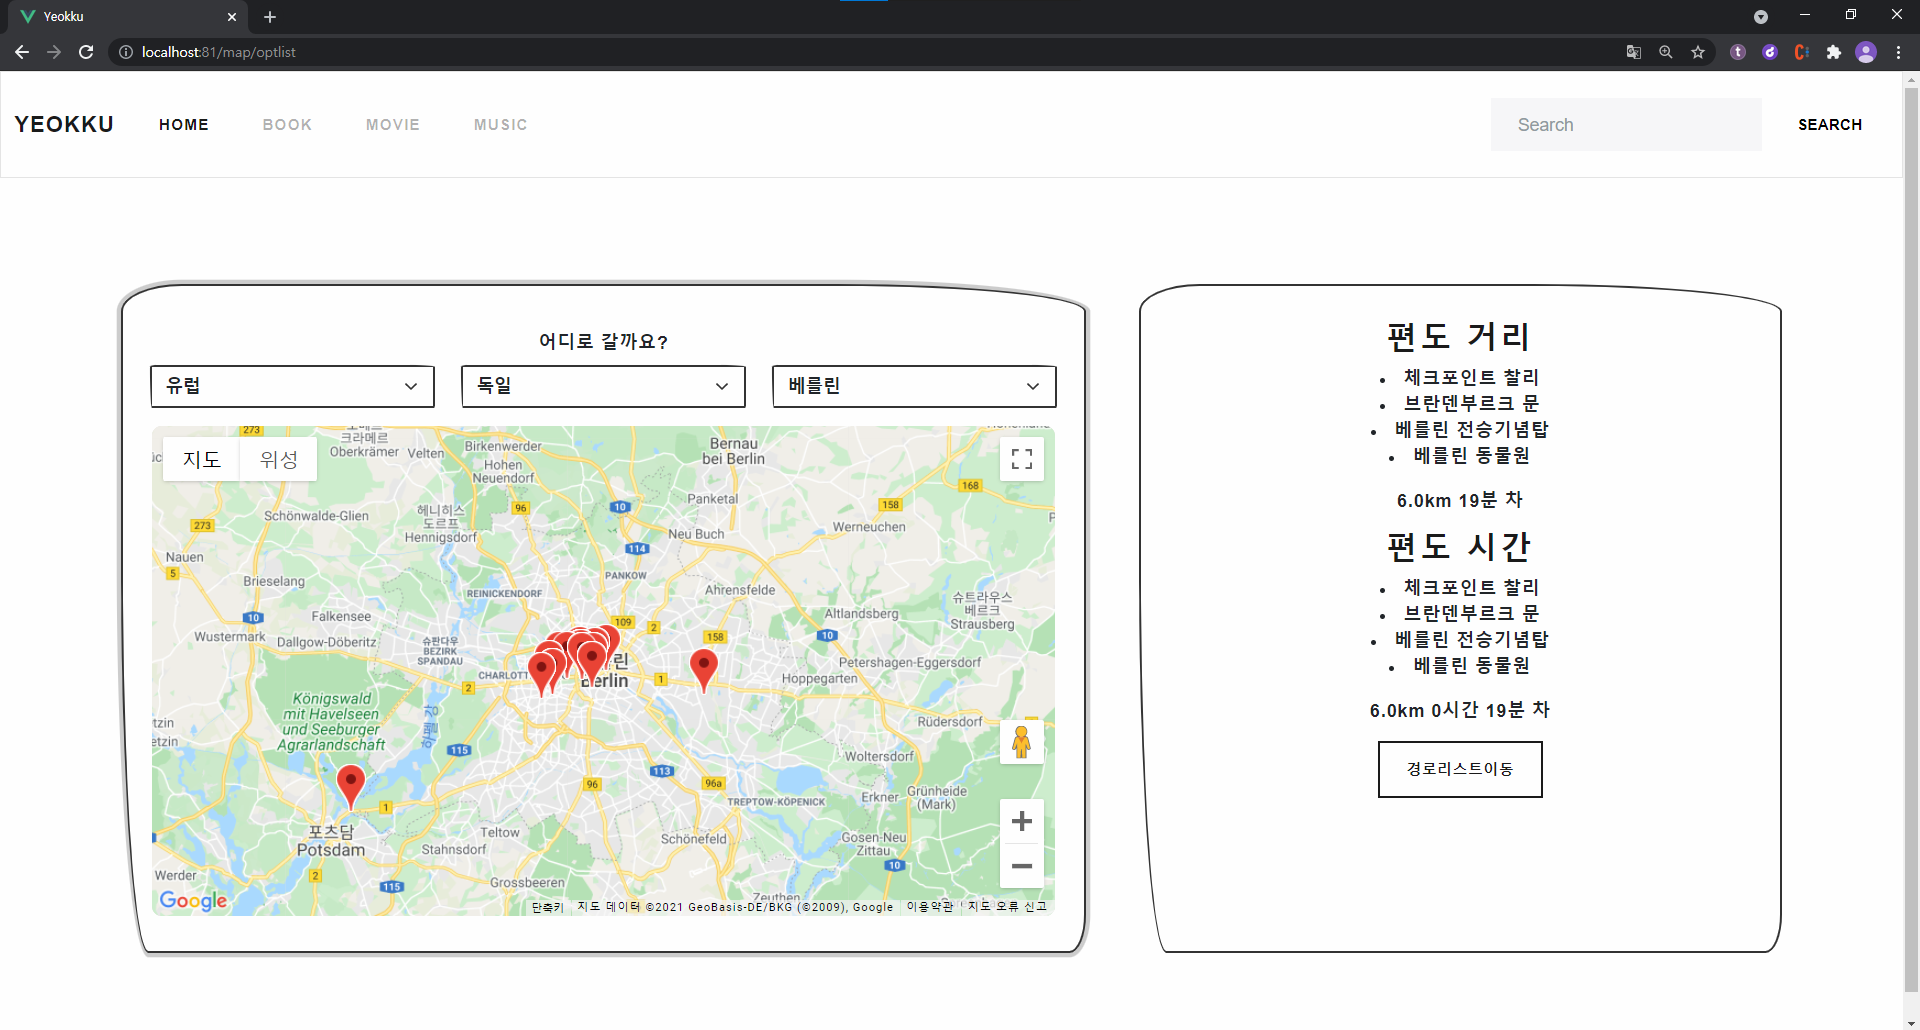 Yeokku
localhost:81/map/optlist
YEOKKU HOME BOOK MOVIE MUSIC Search SEARCH
어디로 갈까요?
유럽 독일 베를린
지도 위성
273
크라메르
Oberkrämer
Velten
Birkenwerder
Hohen
Neuendorf
Bernau
bei Berlin
168
Schönwalde-Glien
헤니히스
도르프
Hennigsdorf
96
10
Panketal
158
Werneuchen
273
Neu Buch
114
Nauen
5
Brieselang
PANKOW
REINICKENDORF
Ahrensfelde
슈트라우스
베르크
Strausberg
10
Falkensee
Wustermark
Dallgow-Döberitz
슈판다우
BEZIRK
SPANDAU
109
2
158
10
Altlandsberg
CHARLOTT
린
Berlin
1
Petershagen-Eggersdorf
Hoppegarten
2
Königswald
mit Havelseen
und Seeburger
Agrarlandschaft
하펠 강
tzin
etzin
115
Rüdersdorf
Woltersdorf
96
113
96a
TREPTOW-KÖPENICK
Erkner
Grünheide
(Mark)
1
포츠담
Potsdam
Teltow
Stahnsdorf
Schönefeld
Gosen-Neu
Zittau
10
Werder
2
115
Grossbeeren
Zeuthen
Google
단축키 지도 데이터 ©2021 GeoBasis-DE/BKG (©2009), Google 이용약관 지도 오류 신고
편도 거리
• 체크포인트 찰리
• 브란덴부르크 문
• 베를린 전승기념탑
• 베를린 동물원
6.0km 19분 차
편도 시간
• 체크포인트 찰리
• 브란덴부르크 문
• 베를린 전승기념탑
• 베를린 동물원
6.0km 0시간 19분 차
경로리스트이동